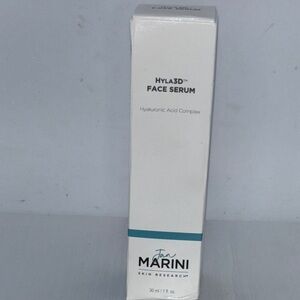 HYLA3D™
FACE SERUM
Hyaluronic Acid Complex
Jan
MARINI
SKIN RESEARCH
30 ml / 1 fl. oz.